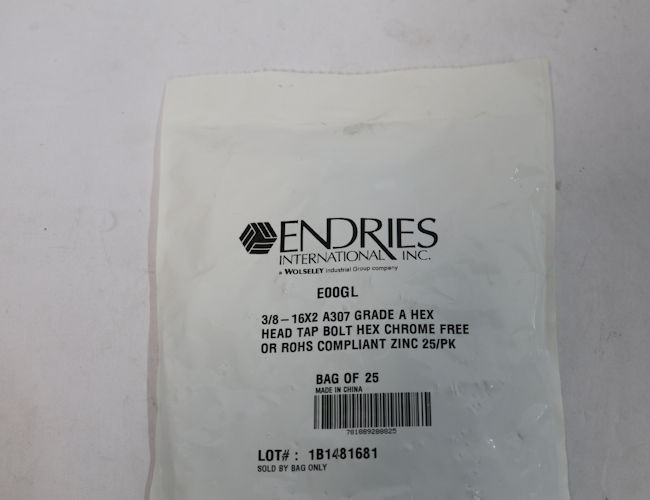 ENDRIES
INTERNATIONAL, INC.
a WOLSELEY Industrial Group company
E00GL
3/8-16X2 A307 GRADE A HEX
HEAD TAP BOLT HEX CHROME FREE
OR ROHS COMPLIANT ZINC 25/PK
BAG OF 25
MADE IN CHINA
781889288825
LOT# : 1B1481681
SOLD BY BAG ONLY